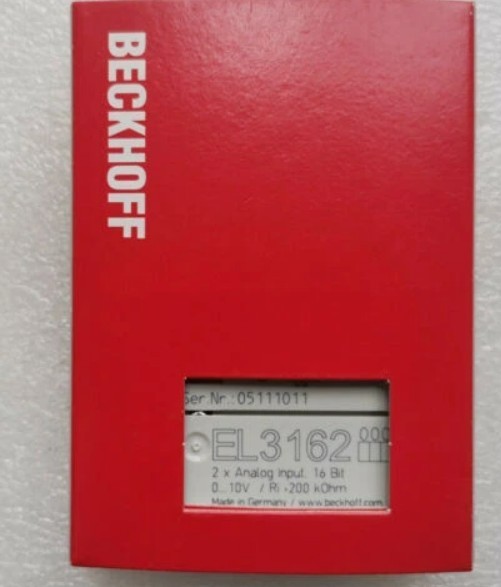 BECKHOFF
Ser.Nr.: 05111011
EL3162
2 x Analog Input, 16 Bit
0...10V / Ri >200 kOhm
Made in Germany / www.beckhoff.com